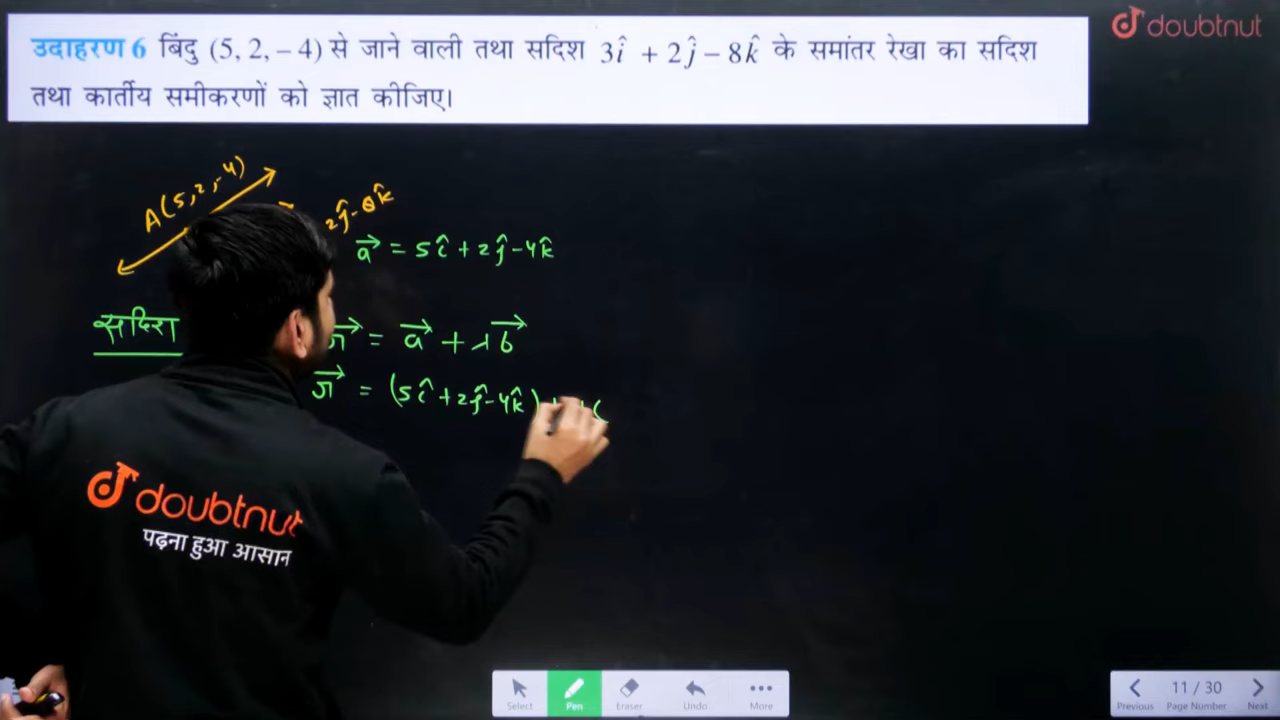 उदाहरण 6 बिंदु (5, 2, – 4) से जाने वाली तथा सदिश 3î + 2ĵ – 8k̂ के समांतर रेखा का सदिश
तथा कार्तीय समीकरणों को ज्ञात कीजिए।
doubtnut
A(5,2,-4)
2ĵ-8k̂
a⃗ = 5î+2ĵ-4k̂
सदिश
r⃗ = a⃗ + λb⃗
r⃗ = (5î+2ĵ-4k̂)
doubtnut
पढ़ना हुआ आसान
Select Pen Eraser Undo More
11 / 30
Previous Page Number Next